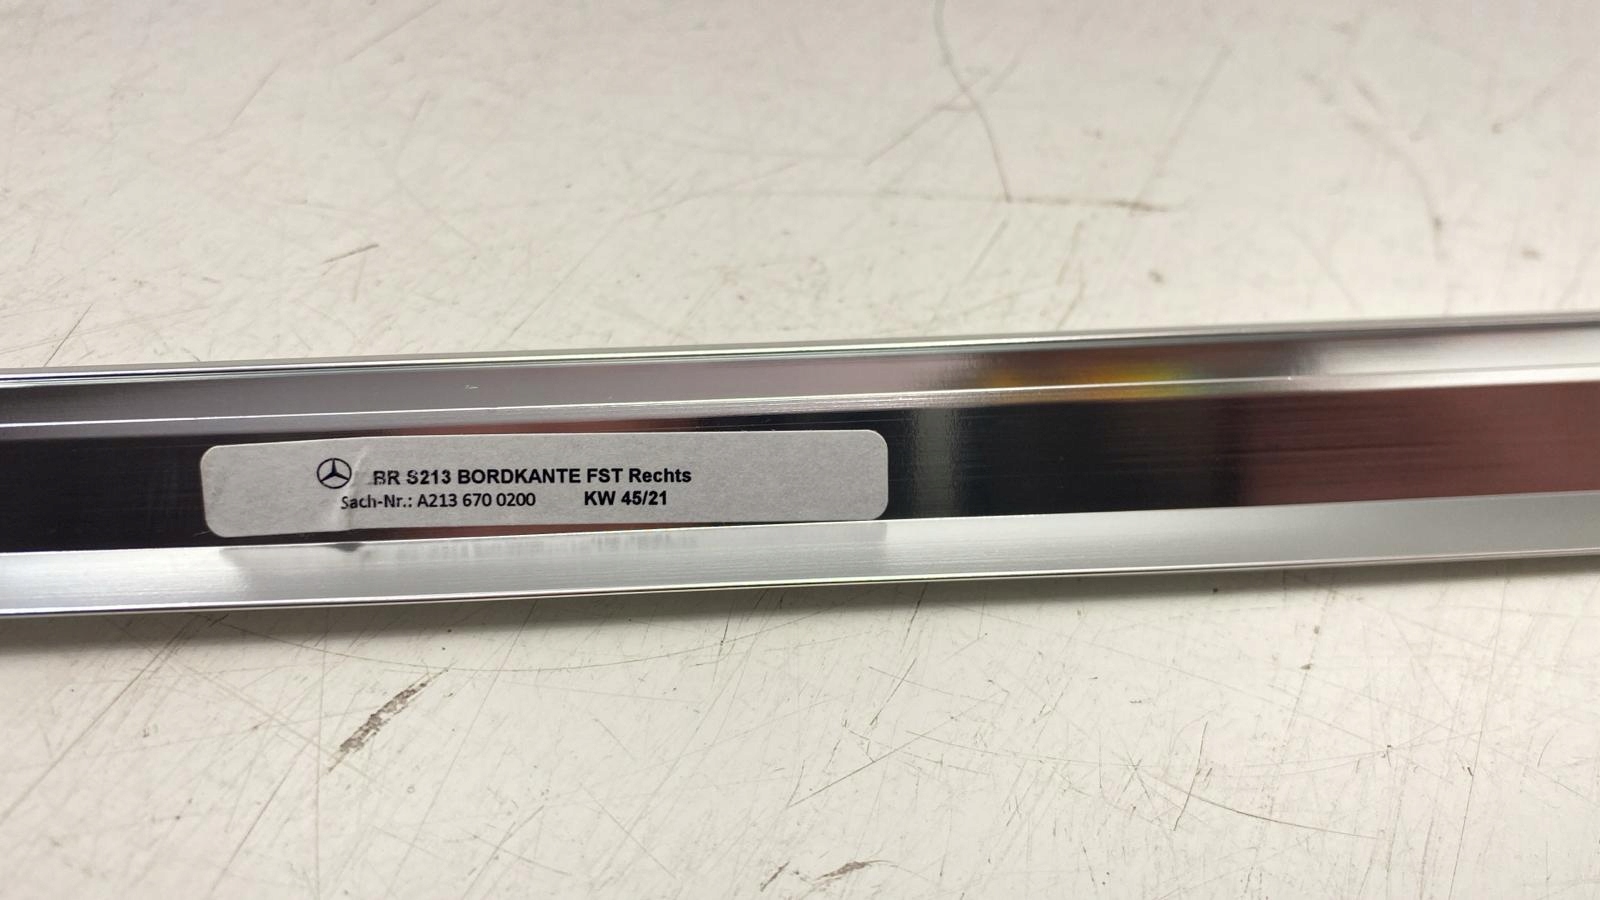 BR S213 BORDKANTE FST Rechts
Sach-Nr.: A213 670 0200 KW 45/21